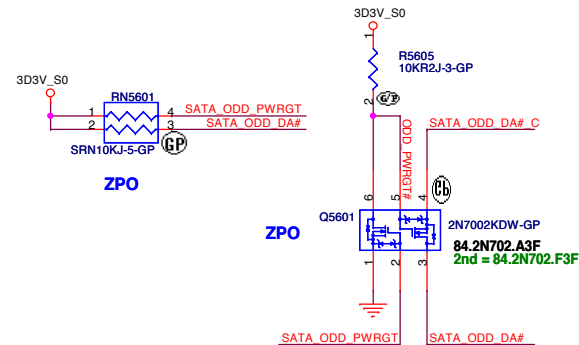 3D3V_S0
1
R5605
10KR2J-3-GP
2
G/P
3D3V_S0
RN5601
1
4
SATA_ODD_PWRGT
2
3
SATA_ODD_DA#
SRN10KJ-5-GP
GP
ZPO
ODD_PWRGT#
SATA_ODD_DA#_C
6
5
4
Q5601
2N7002KDW-GP
ZPO
84.2N702.A3F
2nd = 84.2N702.F3F
1
2
3
SATA_ODD_PWRGT
SATA_ODD_DA#